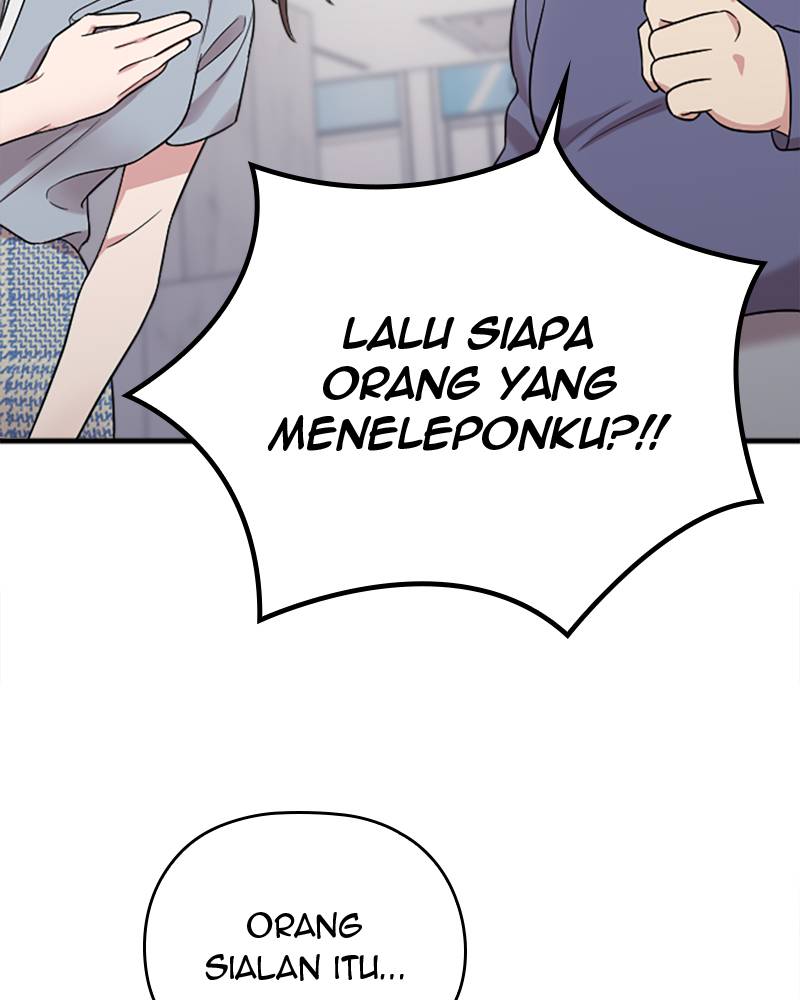 LALU SIAPA
ORANG YANG
MENELEPONKU?!!
ORANG
SIALAN ITU...